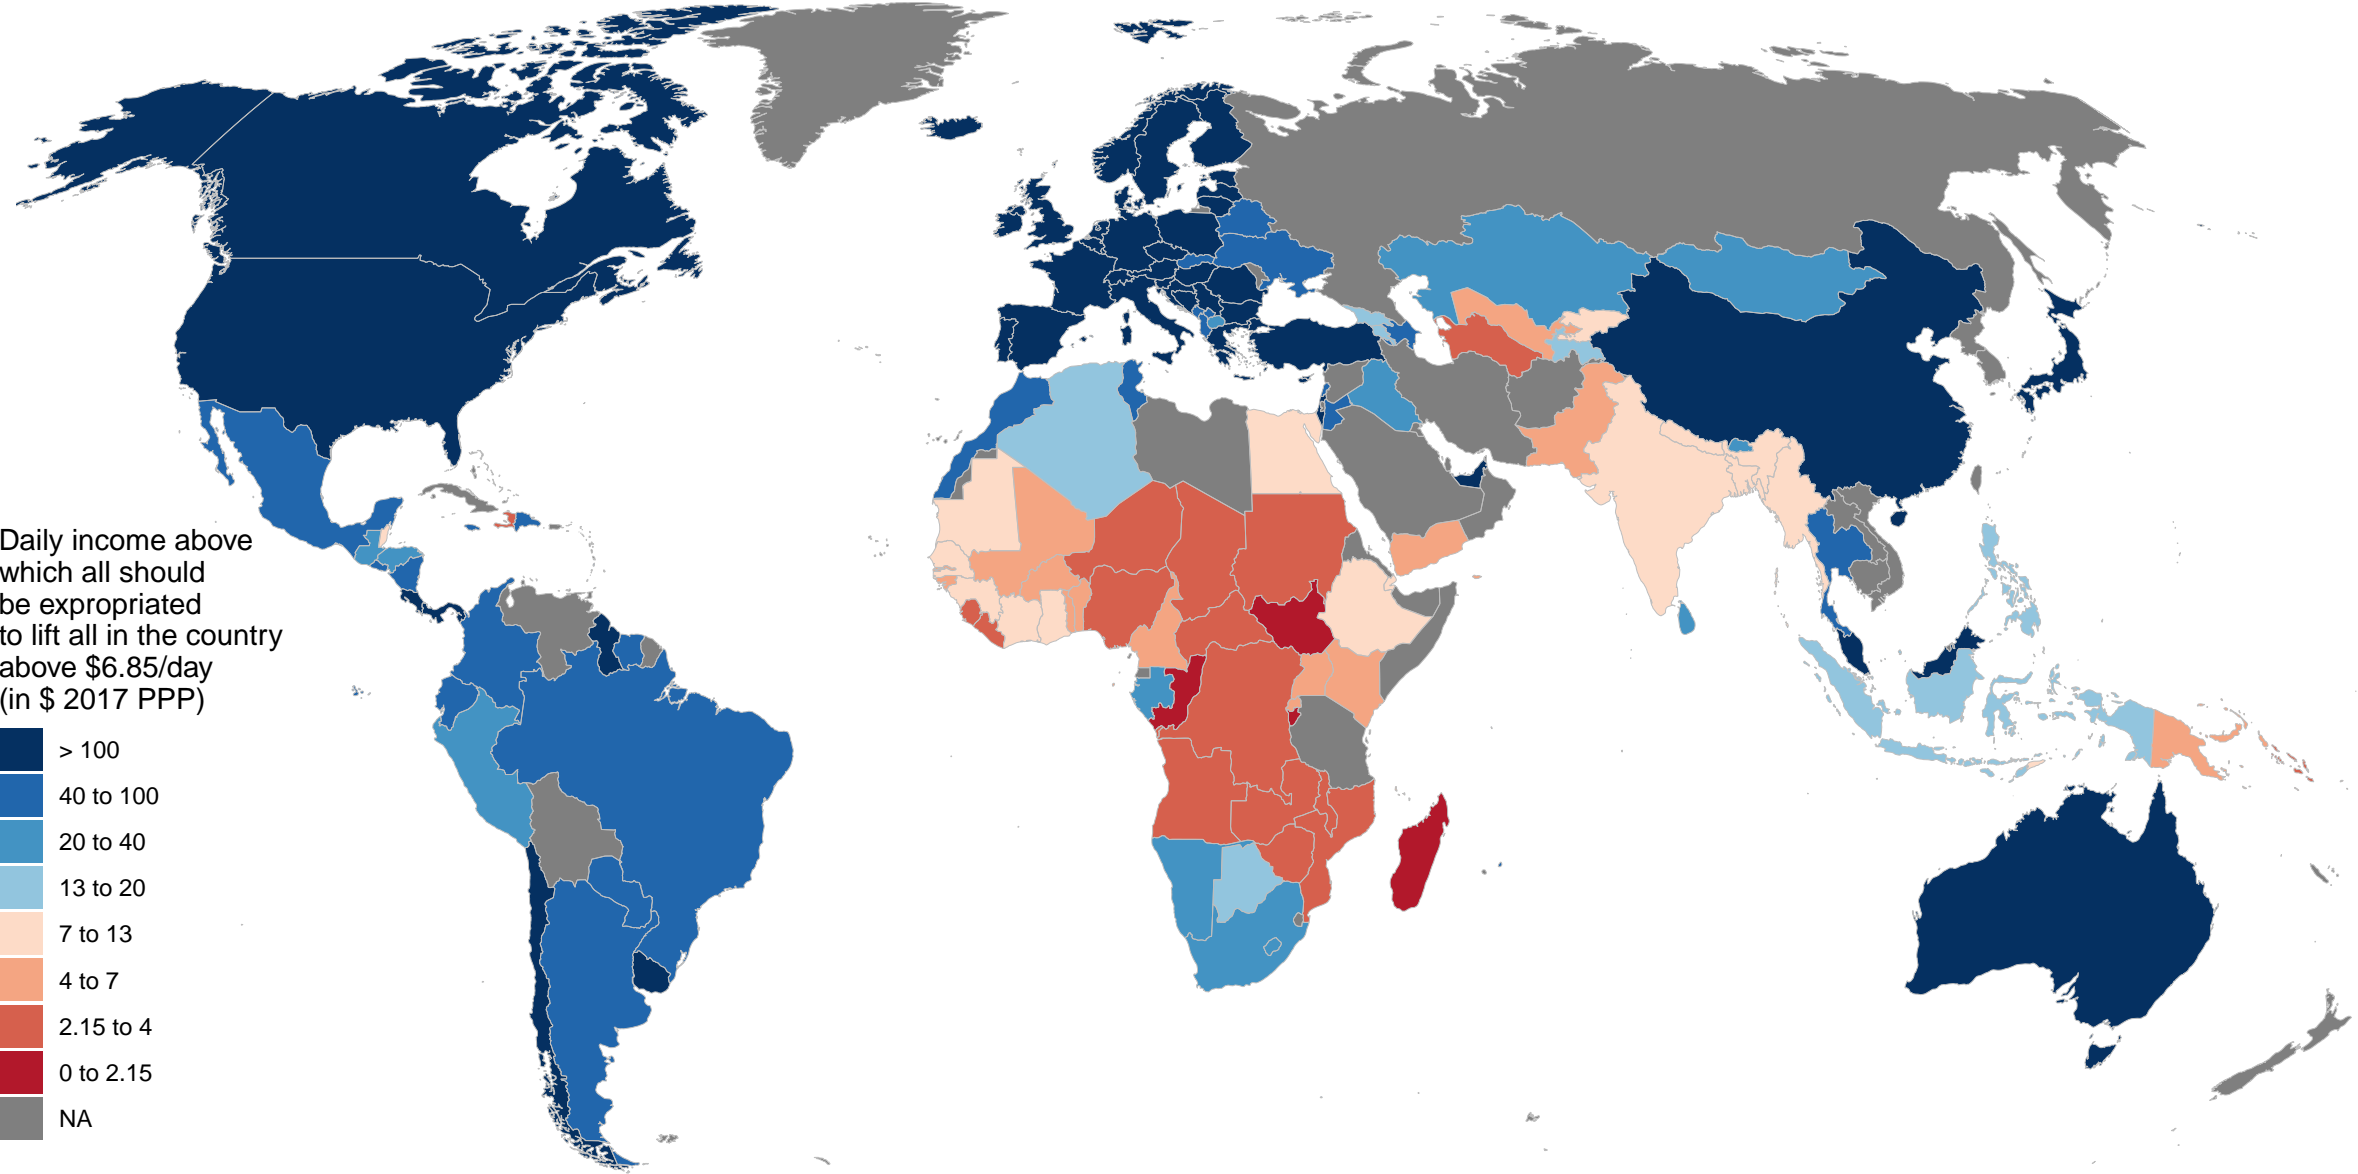 Daily income above
which all should
be expropriated
to lift all in the country
above $6.85/day
(in $ 2017 PPP)
> 100
40 to 100
20 to 40
13 to 20
7 to 13
4 to 7
2.15 to 4
0 to 2.15
NA